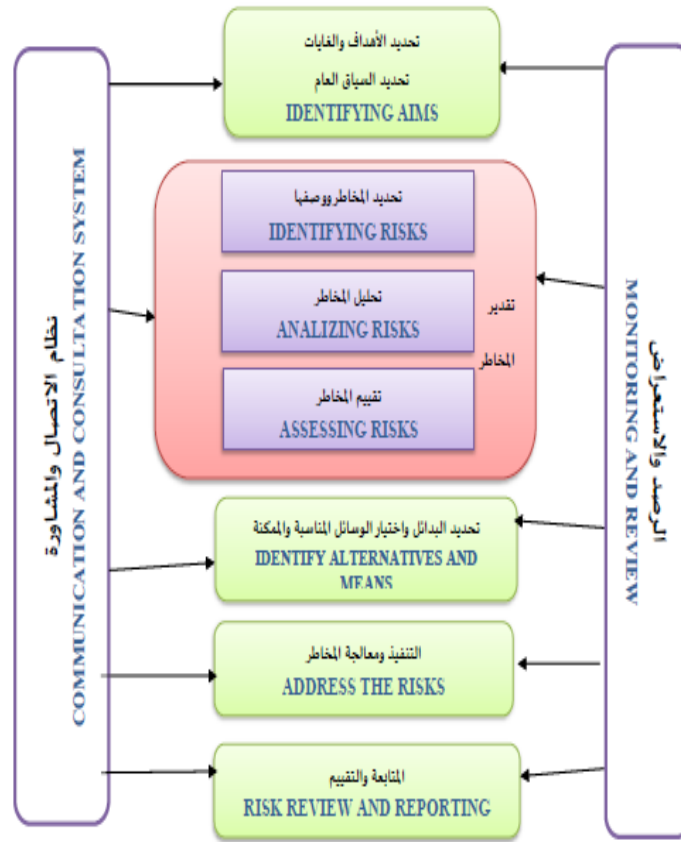 تحديد الأهداف والغايات
تحديد السياق العام
IDENTIFYING AIMS
تحديد المخاطر ووصفها
IDENTIFYING RISKS
تحليل المخاطر
ANALIZING RISKS
تقييم المخاطر
ASSESSING RISKS
تقدير
المخاطر
تحديد البدائل واختيار الوسائل المناسبة والممكنة
IDENTIFY ALTERNATIVES AND
MEANS
التنفيذ ومعالجة المخاطر
ADDRESS THE RISKS
المتابعة والتقييم
RISK REVIEW AND REPORTING
نظام الاتصال والمشاورة
COMMUNICATION AND CONSULTATION SYSTEM
الرصد والاستعراض
MONITORING AND REVIEW